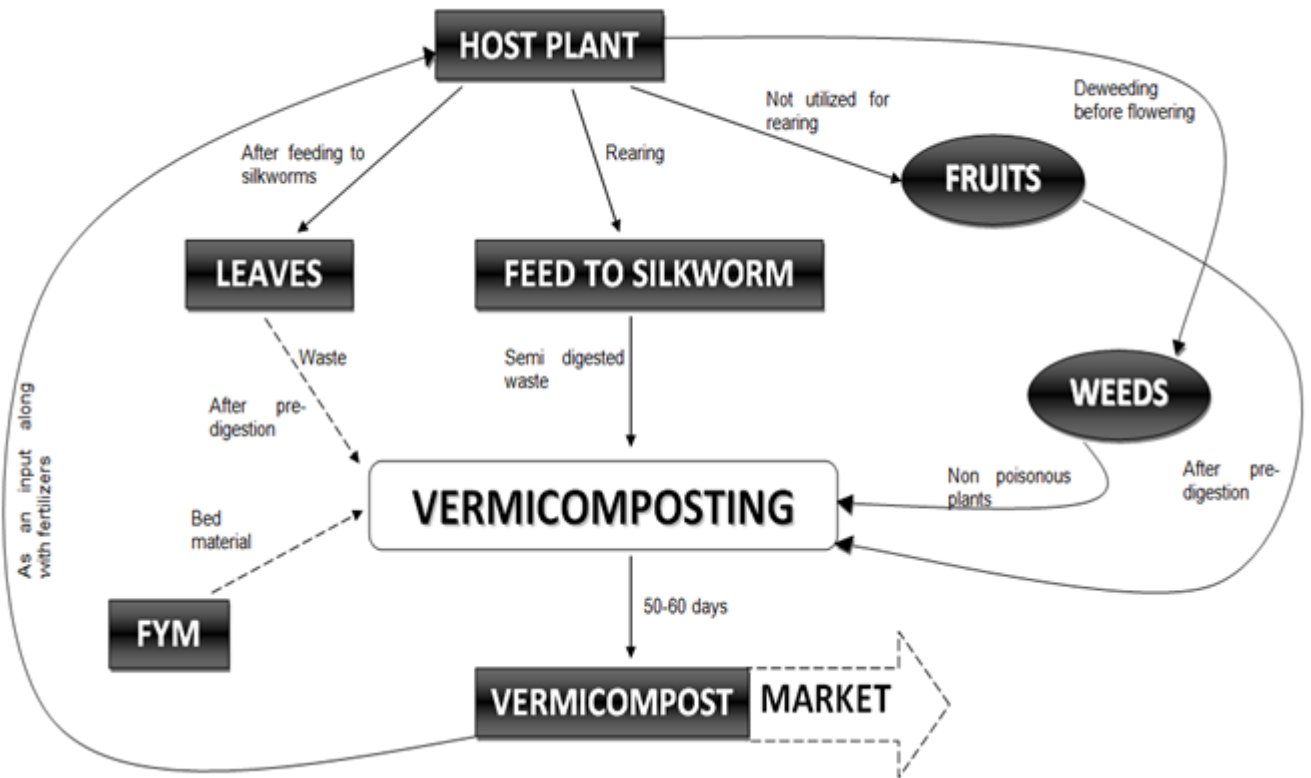 HOST PLANT
Deweeding
before flowering
Not utilized for
rearing
After feeding to
silkworms
Rearing
FRUITS
LEAVES
FEED TO SILKWORM
Waste
Semi digested
waste
WEEDS
After pre-
digestion
Non poisonous
plants
After pre-
digestion
As an input along
with fertilizers
VERMICOMPOSTING
Bed
material
50-60 days
FYM
VERMICOMPOST
MARKET